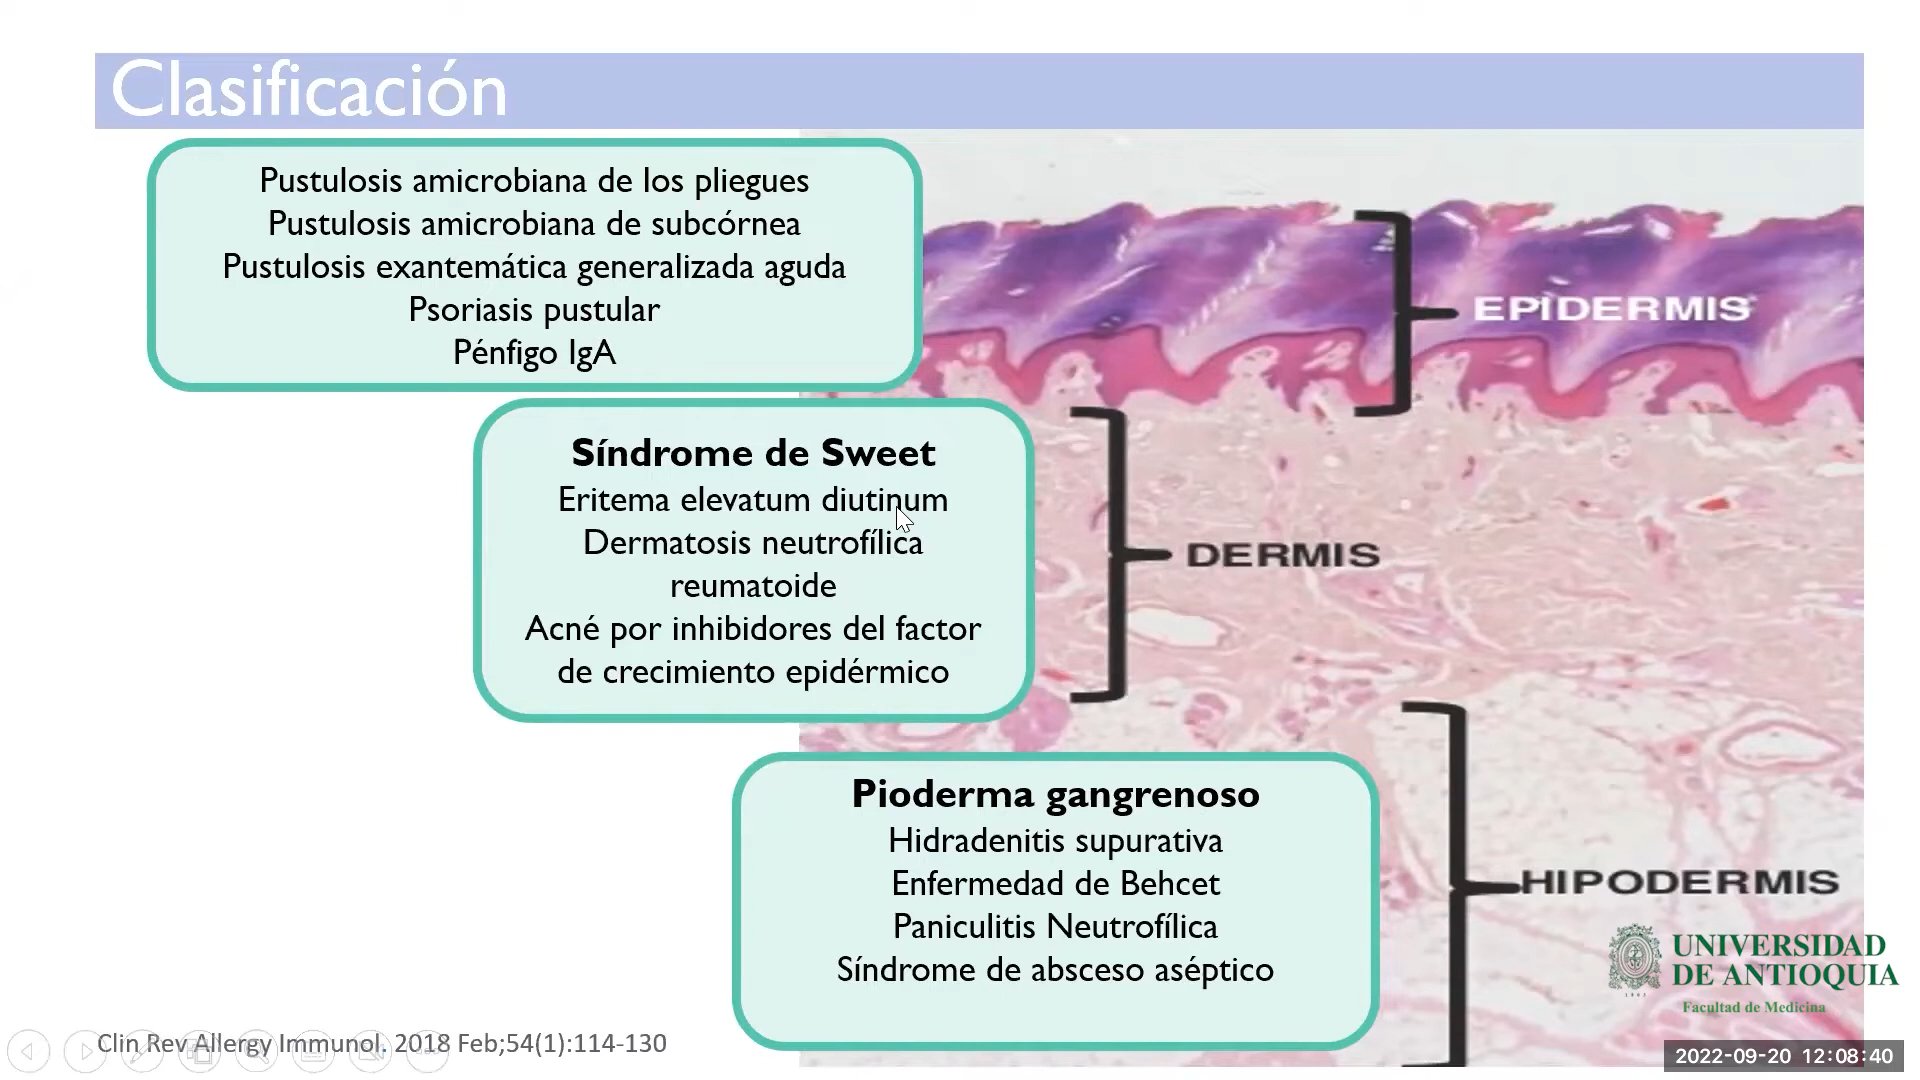 Clasificación
Pustulosis amicrobiana de los pliegues
Pustulosis amicrobiana de subcórnea
Pustulosis exantemática generalizada aguda
Psoriasis pustular
Pénfigo IgA
EPIDERMIS
Síndrome de Sweet
Eritema elevatum diutinum
Dermatosis neutrofílica
reumatoide
Acné por inhibidores del factor
de crecimiento epidérmico
DERMIS
Pioderma gangrenoso
Hidradenitis supurativa
Enfermedad de Behcet
Paniculitis Neutrofílica
Síndrome de absceso aséptico
HIPODERMIS
UNIVERSIDAD
DE ANTIOQUIA
1803
Facultad de Medicina
Clin Rev Allergy Immunol. 2018 Feb;54(1):114-130
2022-09-20 12:08:40